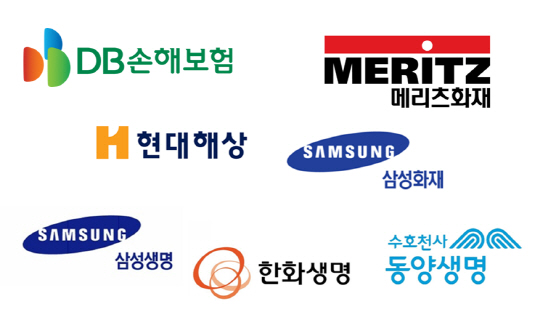 DB손해보험
MERITZ
메리츠화재
현대해상
SAMSUNG
삼성화재
SAMSUNG
삼성생명
한화생명
수호천사
동양생명